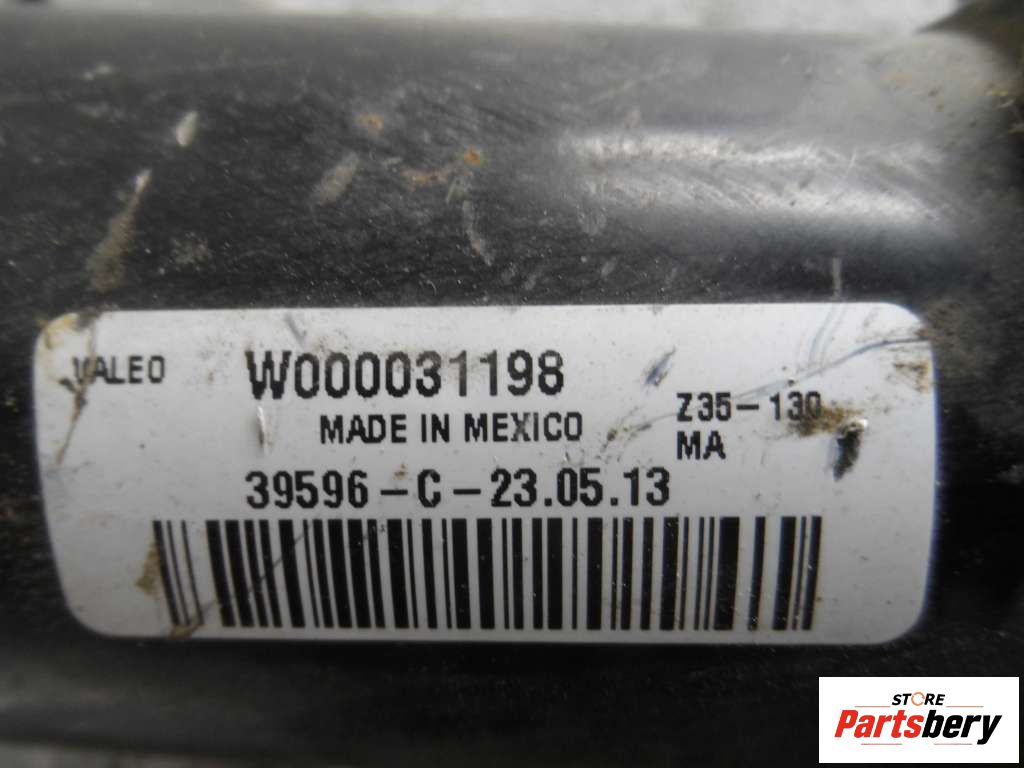 VALEO W000031198
MADE IN MEXICO Z35-130
MA
39596-C-23.05.13
STORE
Partsbery